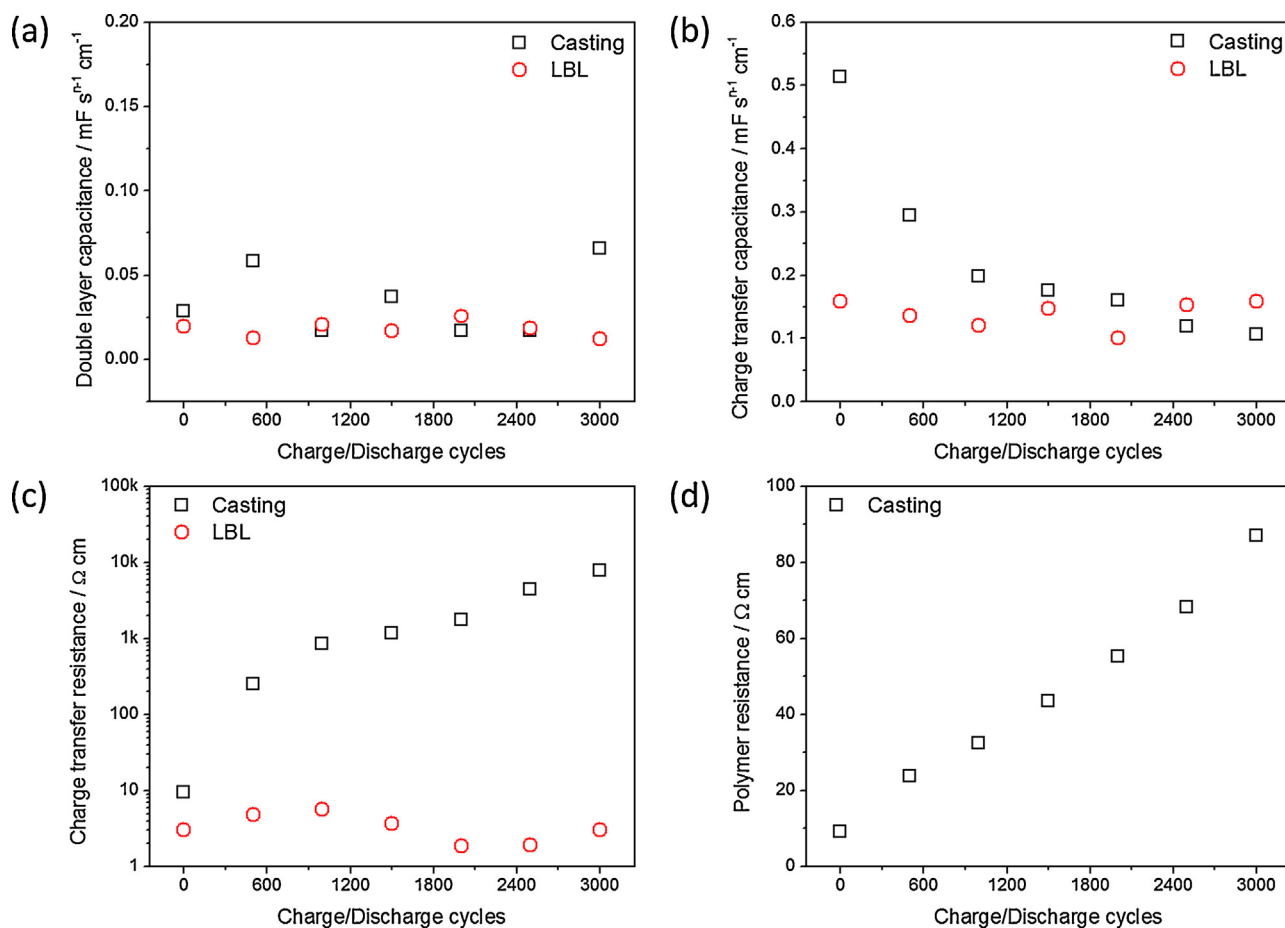 (a)
0.20
0.15
0.10
0.05
0.00
Double layer capacitance / mF sⁿ⁻¹ cm⁻¹
Casting
LBL
0 600 1200 1800 2400 3000
Charge/Discharge cycles
(b)
0.6
0.5
0.4
0.3
0.2
0.1
0.0
Charge transfer capacitance / mF sⁿ⁻¹ cm⁻¹
Casting
LBL
0 600 1200 1800 2400 3000
Charge/Discharge cycles
(c)
100k
10k
1k
100
10
1
Charge transfer resistance / Ω cm
Casting
LBL
0 600 1200 1800 2400 3000
Charge/Discharge cycles
(d)
100
80
60
40
20
0
Polymer resistance / Ω cm
Casting
0 600 1200 1800 2400 3000
Charge/Discharge cycles